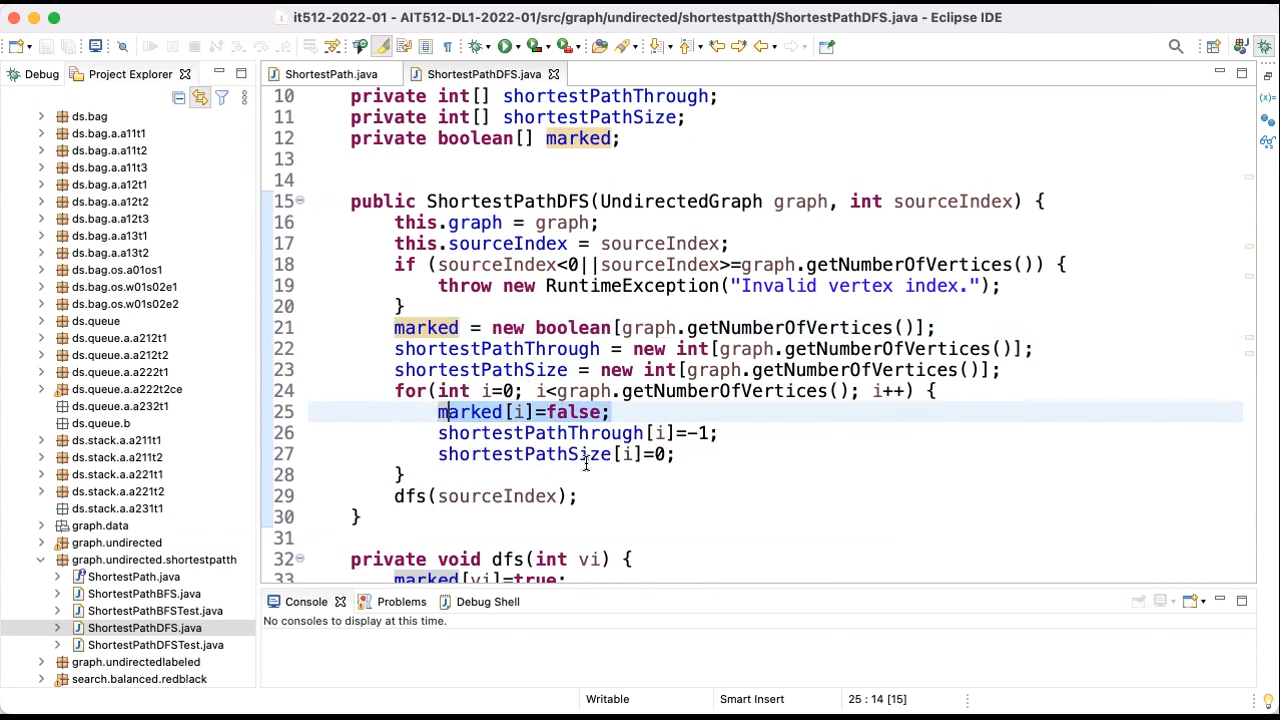 it512-2022-01 - AIT512-DL1-2022-01/src/graph/undirected/shortestpatth/ShortestPathDFS.java - Eclipse IDE
Debug
Project Explorer
ShortestPath.java
ShortestPathDFS.java
ds.bag
ds.bag.a.a11t1
ds.bag.a.a11t2
ds.bag.a.a11t3
ds.bag.a.a12t1
ds.bag.a.a12t2
ds.bag.a.a12t3
ds.bag.a.a13t1
ds.bag.a.a13t2
ds.bag.os.a01os1
ds.bag.os.w01s02e1
ds.bag.os.w01s02e2
ds.queue
ds.queue.a.a212t1
ds.queue.a.a212t2
ds.queue.a.a222t1
ds.queue.a.a222t2ce
ds.queue.a.a232t1
ds.queue.b
ds.stack.a.a211t1
ds.stack.a.a211t2
ds.stack.a.a221t1
ds.stack.a.a221t2
ds.stack.a.a231t1
graph.data
graph.undirected
graph.undirected.shortestpatth
ShortestPath.java
ShortestPathBFS.java
ShortestPathBFSTest.java
ShortestPathDFS.java
ShortestPathDFSTest.java
graph.undirectedlabeled
search.balanced.redblack
10 private int[] shortestPathThrough;
11 private int[] shortestPathSize;
12 private boolean[] marked;
13
14
15 public ShortestPathDFS(UndirectedGraph graph, int sourceIndex) {
16 this.graph = graph;
17 this.sourceIndex = sourceIndex;
18 if (sourceIndex<0||sourceIndex>=graph.getNumberOfVertices()) {
19 throw new RuntimeException("Invalid vertex index.");
20 }
21 marked = new boolean[graph.getNumberOfVertices()];
22 shortestPathThrough = new int[graph.getNumberOfVertices()];
23 shortestPathSize = new int[graph.getNumberOfVertices()];
24 for(int i=0; i<graph.getNumberOfVertices(); i++) {
25 marked[i]=false;
26 shortestPathThrough[i]=-1;
27 shortestPathSize[i]=0;
28 }
29 dfs(sourceIndex);
30 }
31
32 private void dfs(int vi) {
33 marked[vi]=true;
Console
Problems
Debug Shell
No consoles to display at this time.
Writable
Smart Insert
25 : 14 [15]